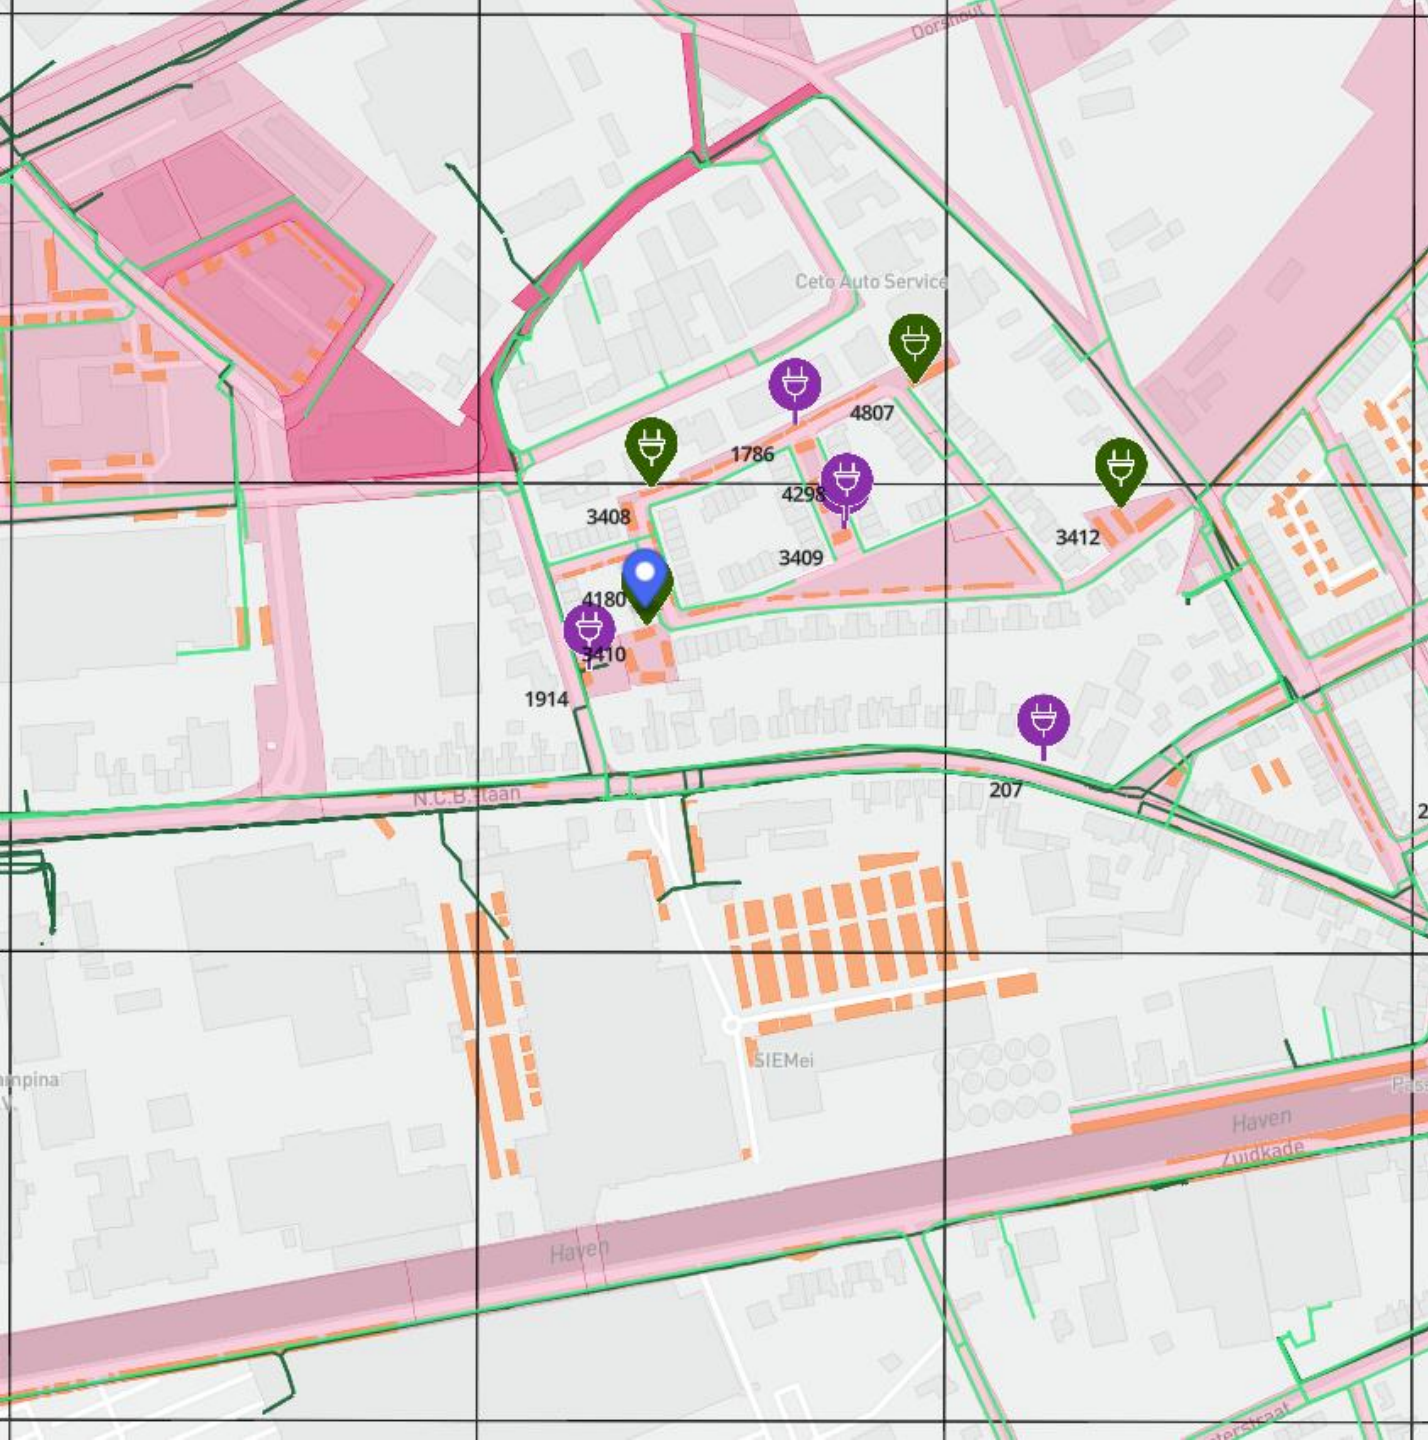 Dorshout
Ceto Auto Service
4807
1786
4298
3408
3412
3409
4180
3410
1914
207
N.C.B.-laan
SIEMei
Haven
Zuidkade
Haven